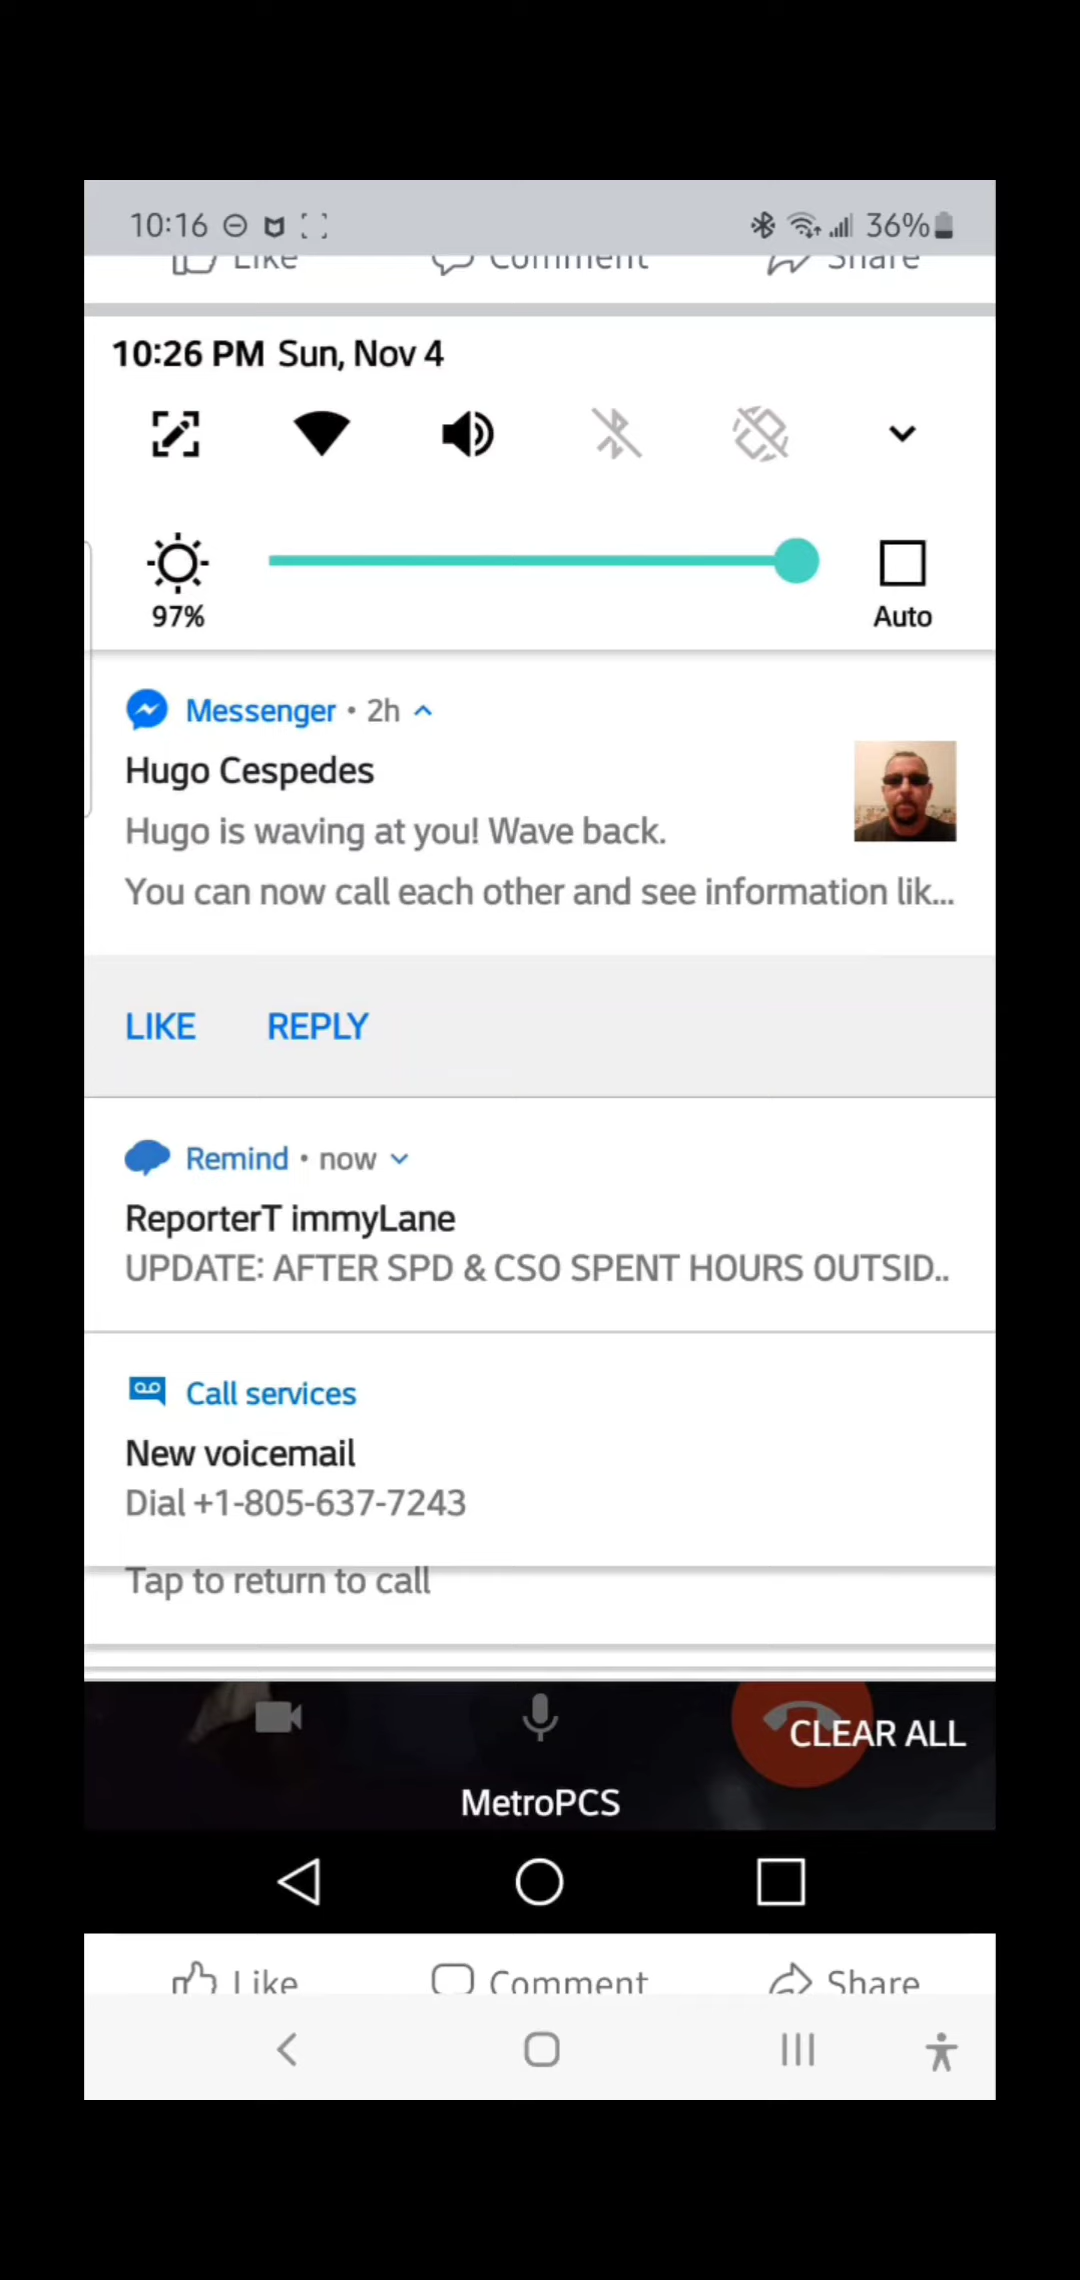 10:16 36%
Like Comment Share
10:26 PM Sun, Nov 4
97% Auto
Messenger • 2h
Hugo Cespedes
Hugo is waving at you! Wave back.
You can now call each other and see information lik...
LIKE REPLY
Remind • now
ReporterT immyLane
UPDATE: AFTER SPD & CSO SPENT HOURS OUTSID..
Call services
New voicemail
Dial +1-805-637-7243
Tap to return to call
CLEAR ALL
MetroPCS
Like Comment Share